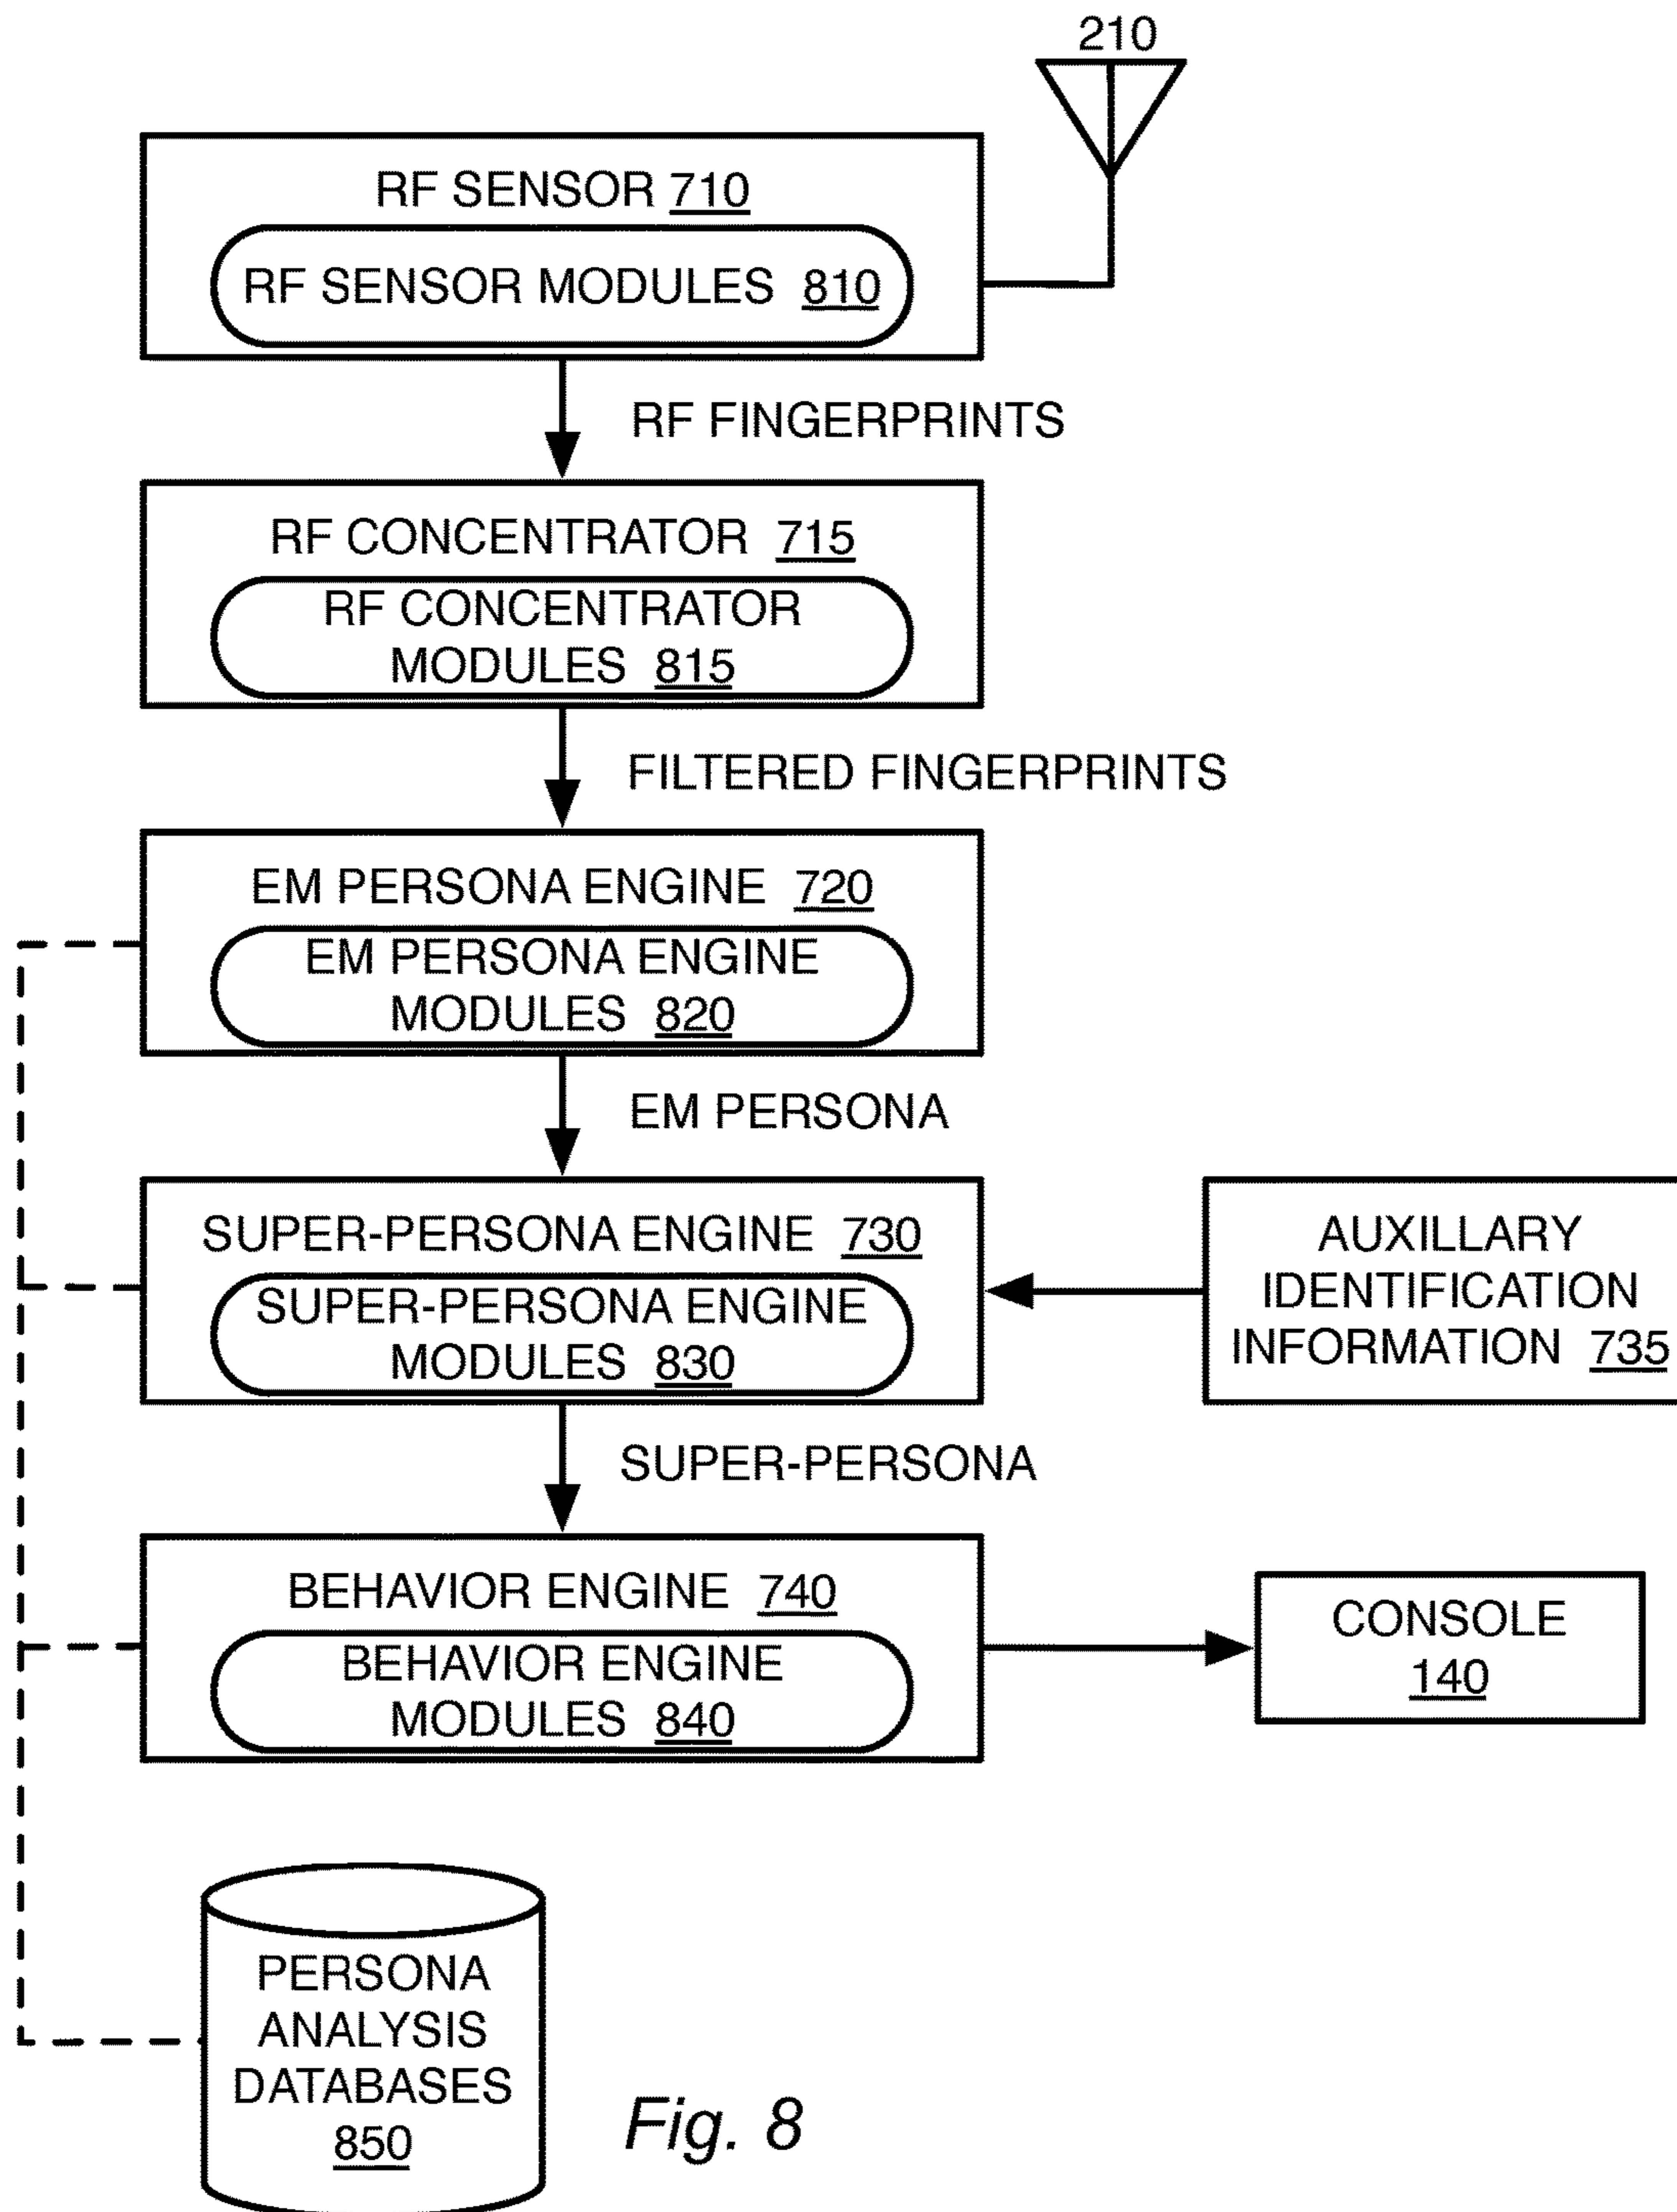 210
RF SENSOR 710
RF SENSOR MODULES 810
RF FINGERPRINTS
RF CONCENTRATOR 715
RF CONCENTRATOR
MODULES 815
FILTERED FINGERPRINTS
EM PERSONA ENGINE 720
EM PERSONA ENGINE
MODULES 820
EM PERSONA
SUPER-PERSONA ENGINE 730
SUPER-PERSONA ENGINE
MODULES 830
AUXILLARY
IDENTIFICATION
INFORMATION 735
SUPER-PERSONA
BEHAVIOR ENGINE 740
BEHAVIOR ENGINE
MODULES 840
CONSOLE
140
PERSONA
ANALYSIS
DATABASES
850
Fig. 8